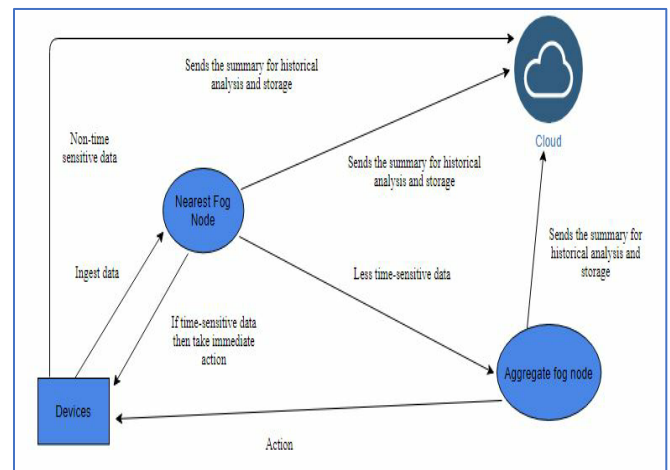 Sends the summary for historical
analysis and storage
Cloud
Non-time
sensitive data
Sends the summary for historical
analysis and storage
Nearest Fog
Node
Sends the summary for
historical analysis and
storage
Ingest data
Less time-sensitive data
If time-sensitive data
then take immediate
action
Aggregate fog node
Devices
Action